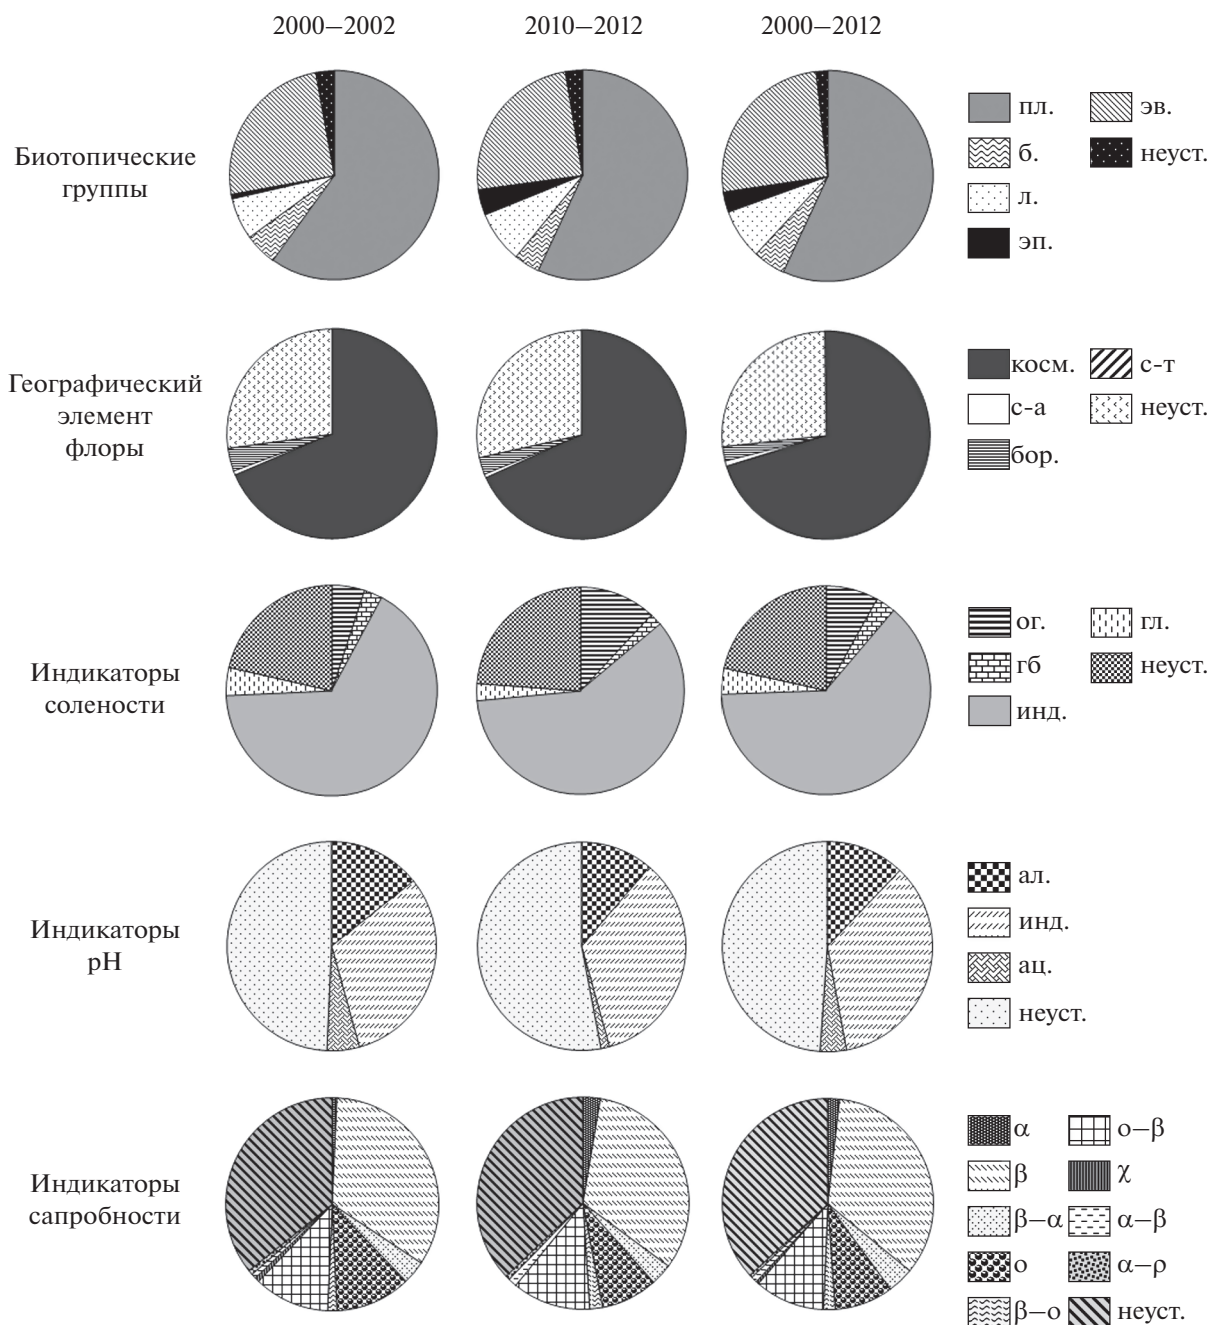 2000–2002
2010–2012
2000–2012
Биотопические
группы
пл.
эв.
б.
неуст.
л.
эп.
Географический
элемент
флоры
косм.
с-т
с-а
неуст.
бор.
Индикаторы
солености
ог.
гл.
гб
неуст.
инд.
Индикаторы
pH
ал.
инд.
ац.
неуст.
Индикаторы
сапробности
α
о–β
β
χ
β–α
α–β
о
α–ρ
β–о
неуст.